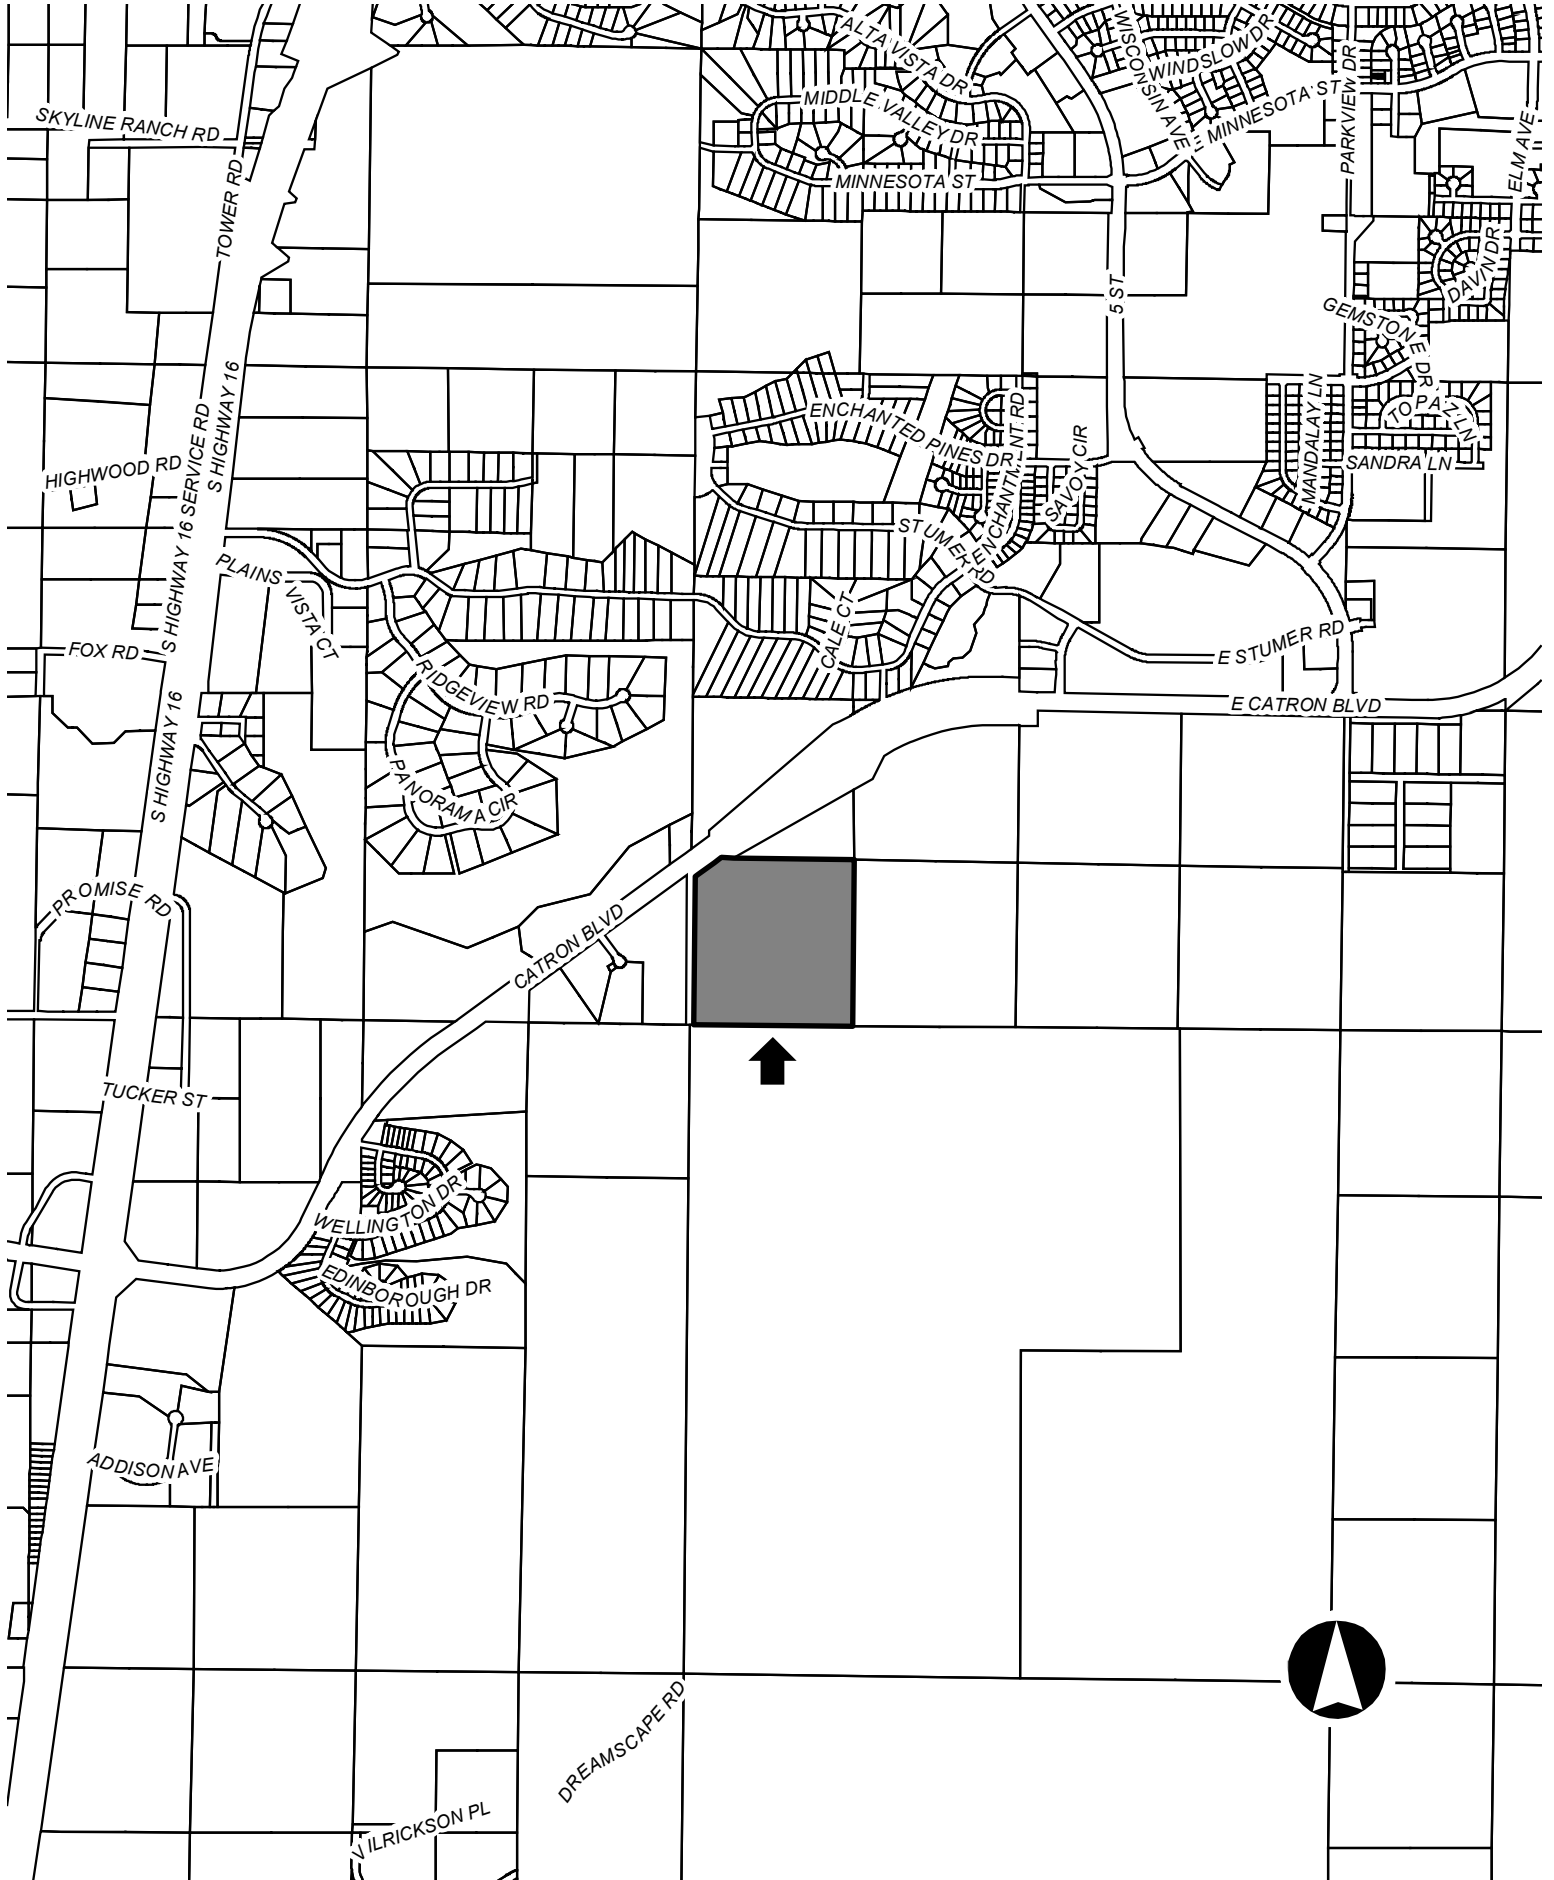 ALTA VISTA DR
WISCONSIN AVE
WINDSLOW DR
PARKVIEW DR
MINNESOTA ST
MIDDLE VALLEY DR
SKYLINE RANCH RD
ELM AVE
MINNESOTA ST
TOWER RD
DAVIN DR
5 ST
GEMSTONE DR
S HIGHWAY 16
S HIGHWAY 16 SERVICE RD
ENCHANTED PINES DR
ENCHANTMENT RD
MANDALAY LN
TOPAZ LN
SAVOY CIR
SANDRA LN
HIGHWOOD RD
STUMER RD
PLAINS VISTA CT
CALE CT
FOX RD
E STUMER RD
RIDGEVIEW RD
S HIGHWAY 16
E CATRON BLVD
PANORAMA CIR
PROMISE RD
CATRON BLVD
TUCKER ST
WELLINGTON DR
EDINBOROUGH DR
ADDISON AVE
DREAMSCAPE RD